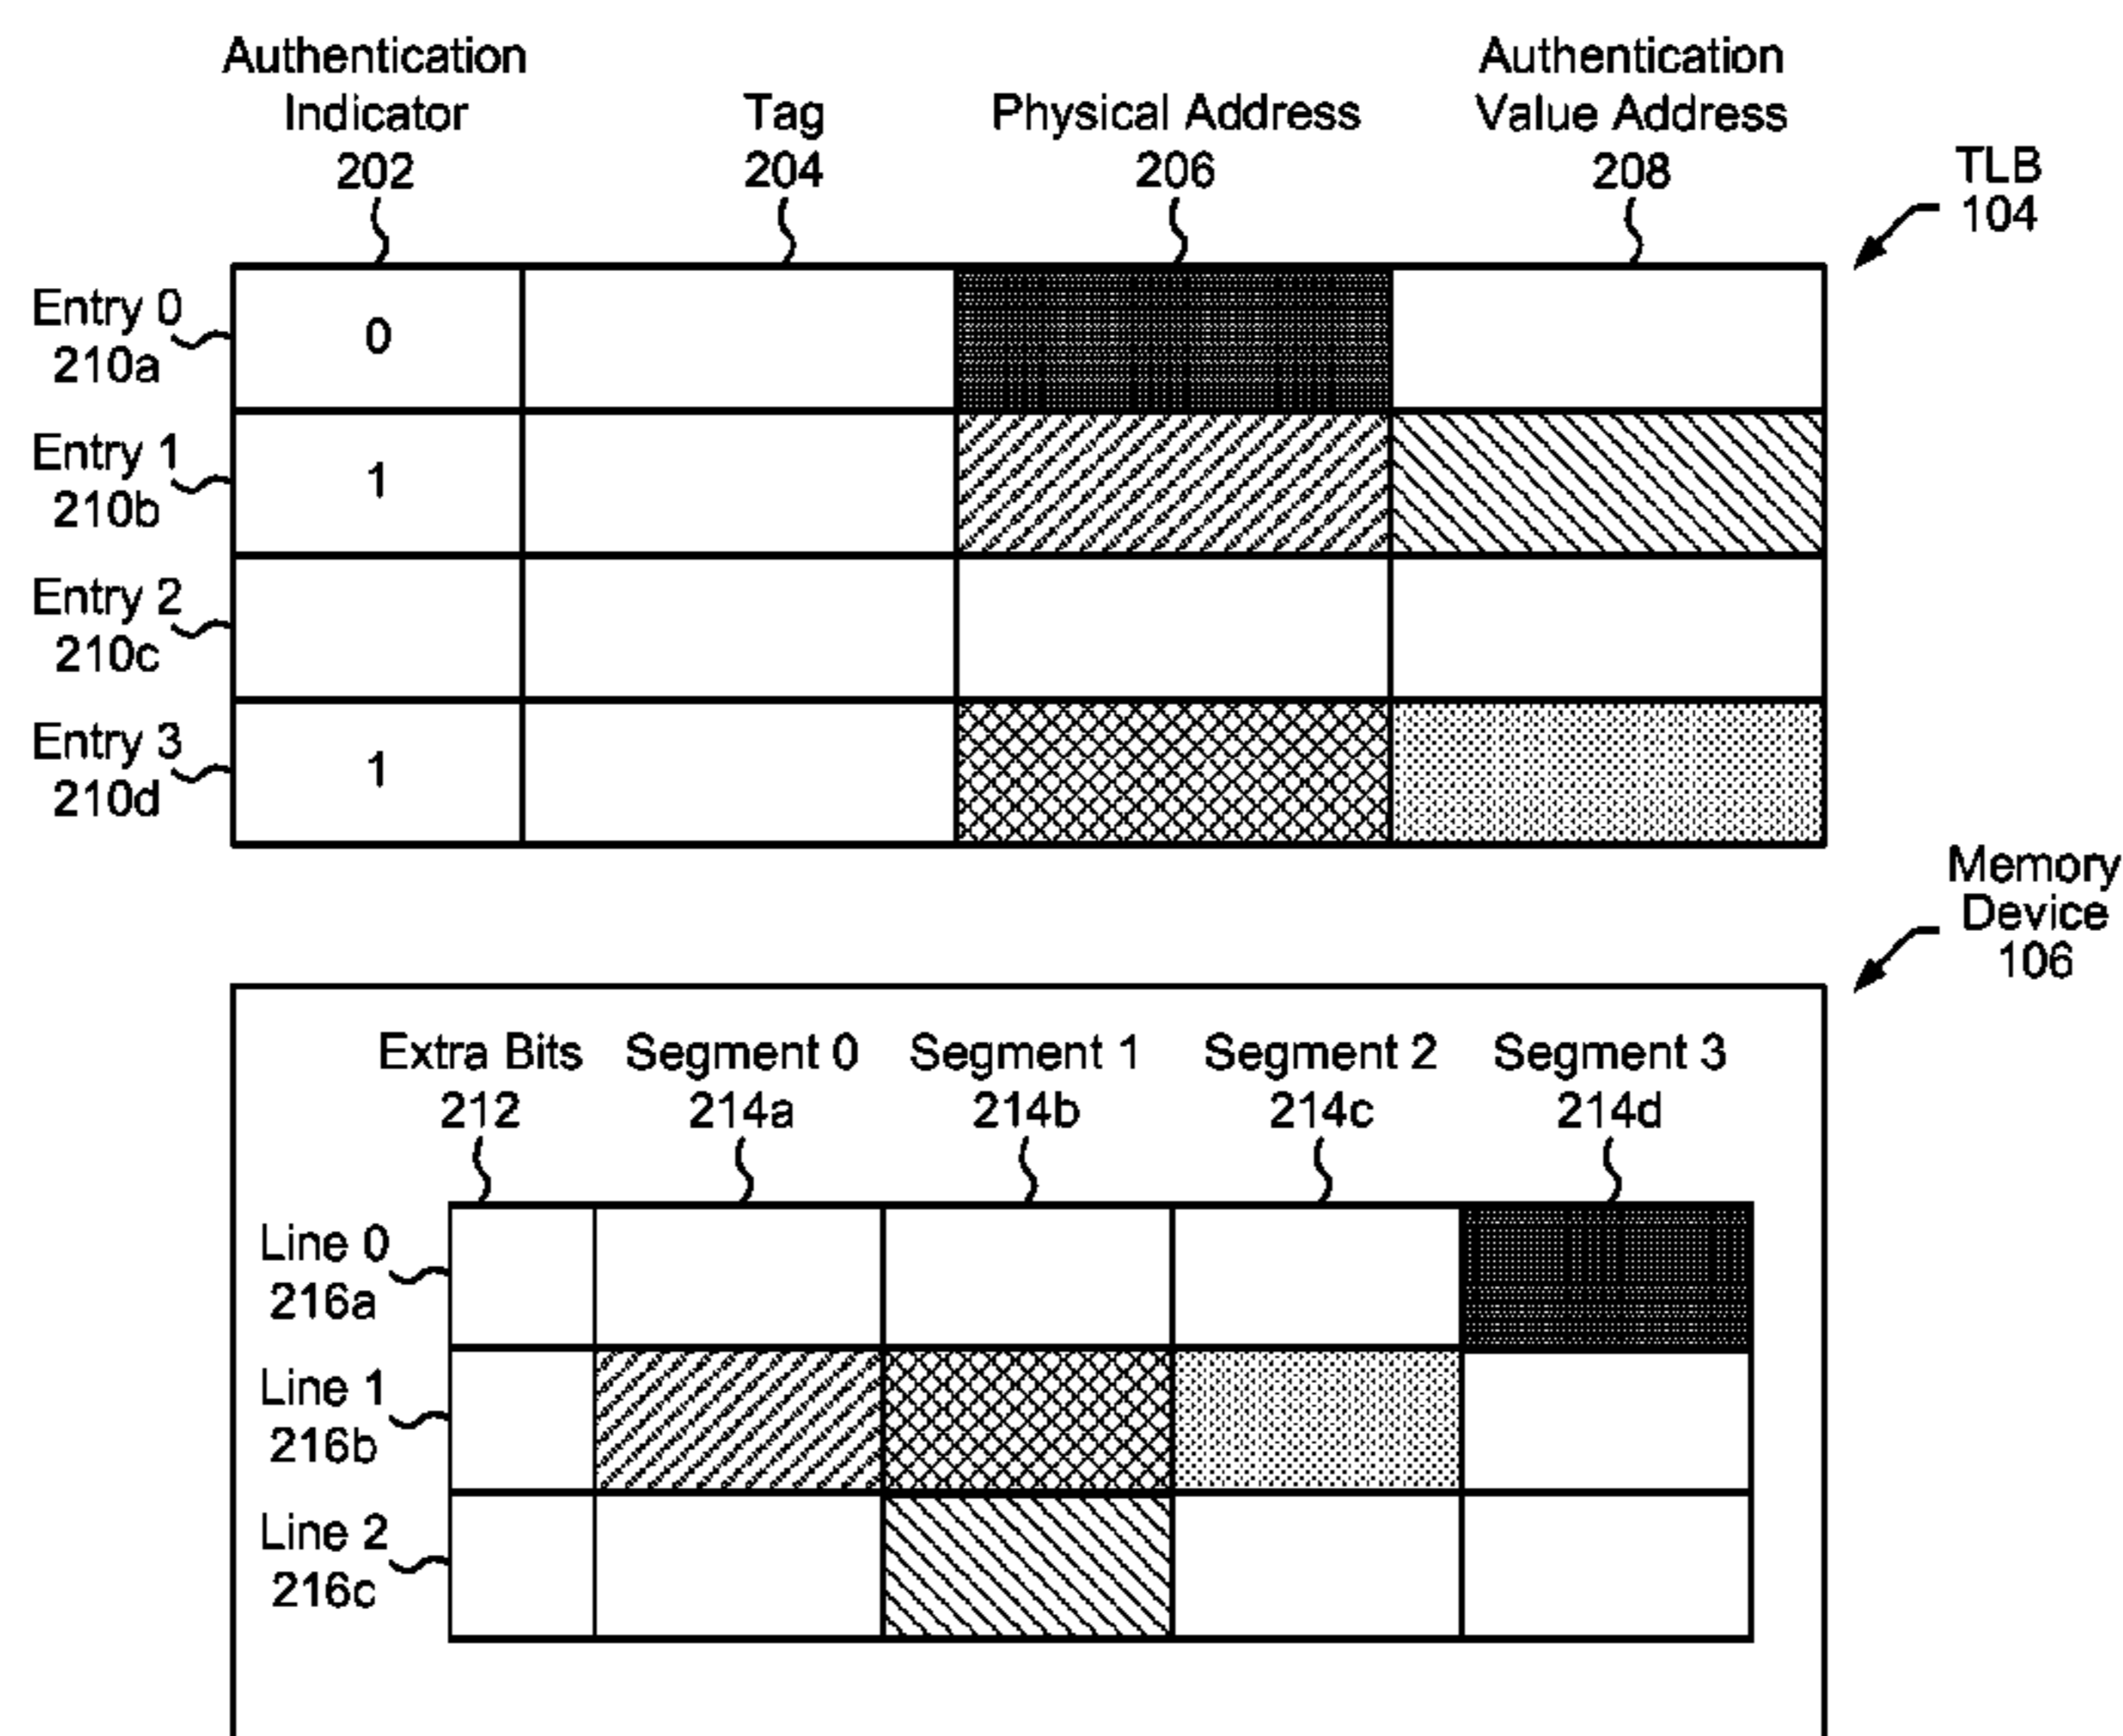 Authentication
Indicator
202
Tag
204
Physical Address
206
Authentication
Value Address
208
TLB
104
Entry 0
210a
0
Entry 1
210b
1
Entry 2
210c
Entry 3
210d
1
Memory
Device
106
Extra Bits
212
Segment 0
214a
Segment 1
214b
Segment 2
214c
Segment 3
214d
Line 0
216a
Line 1
216b
Line 2
216c